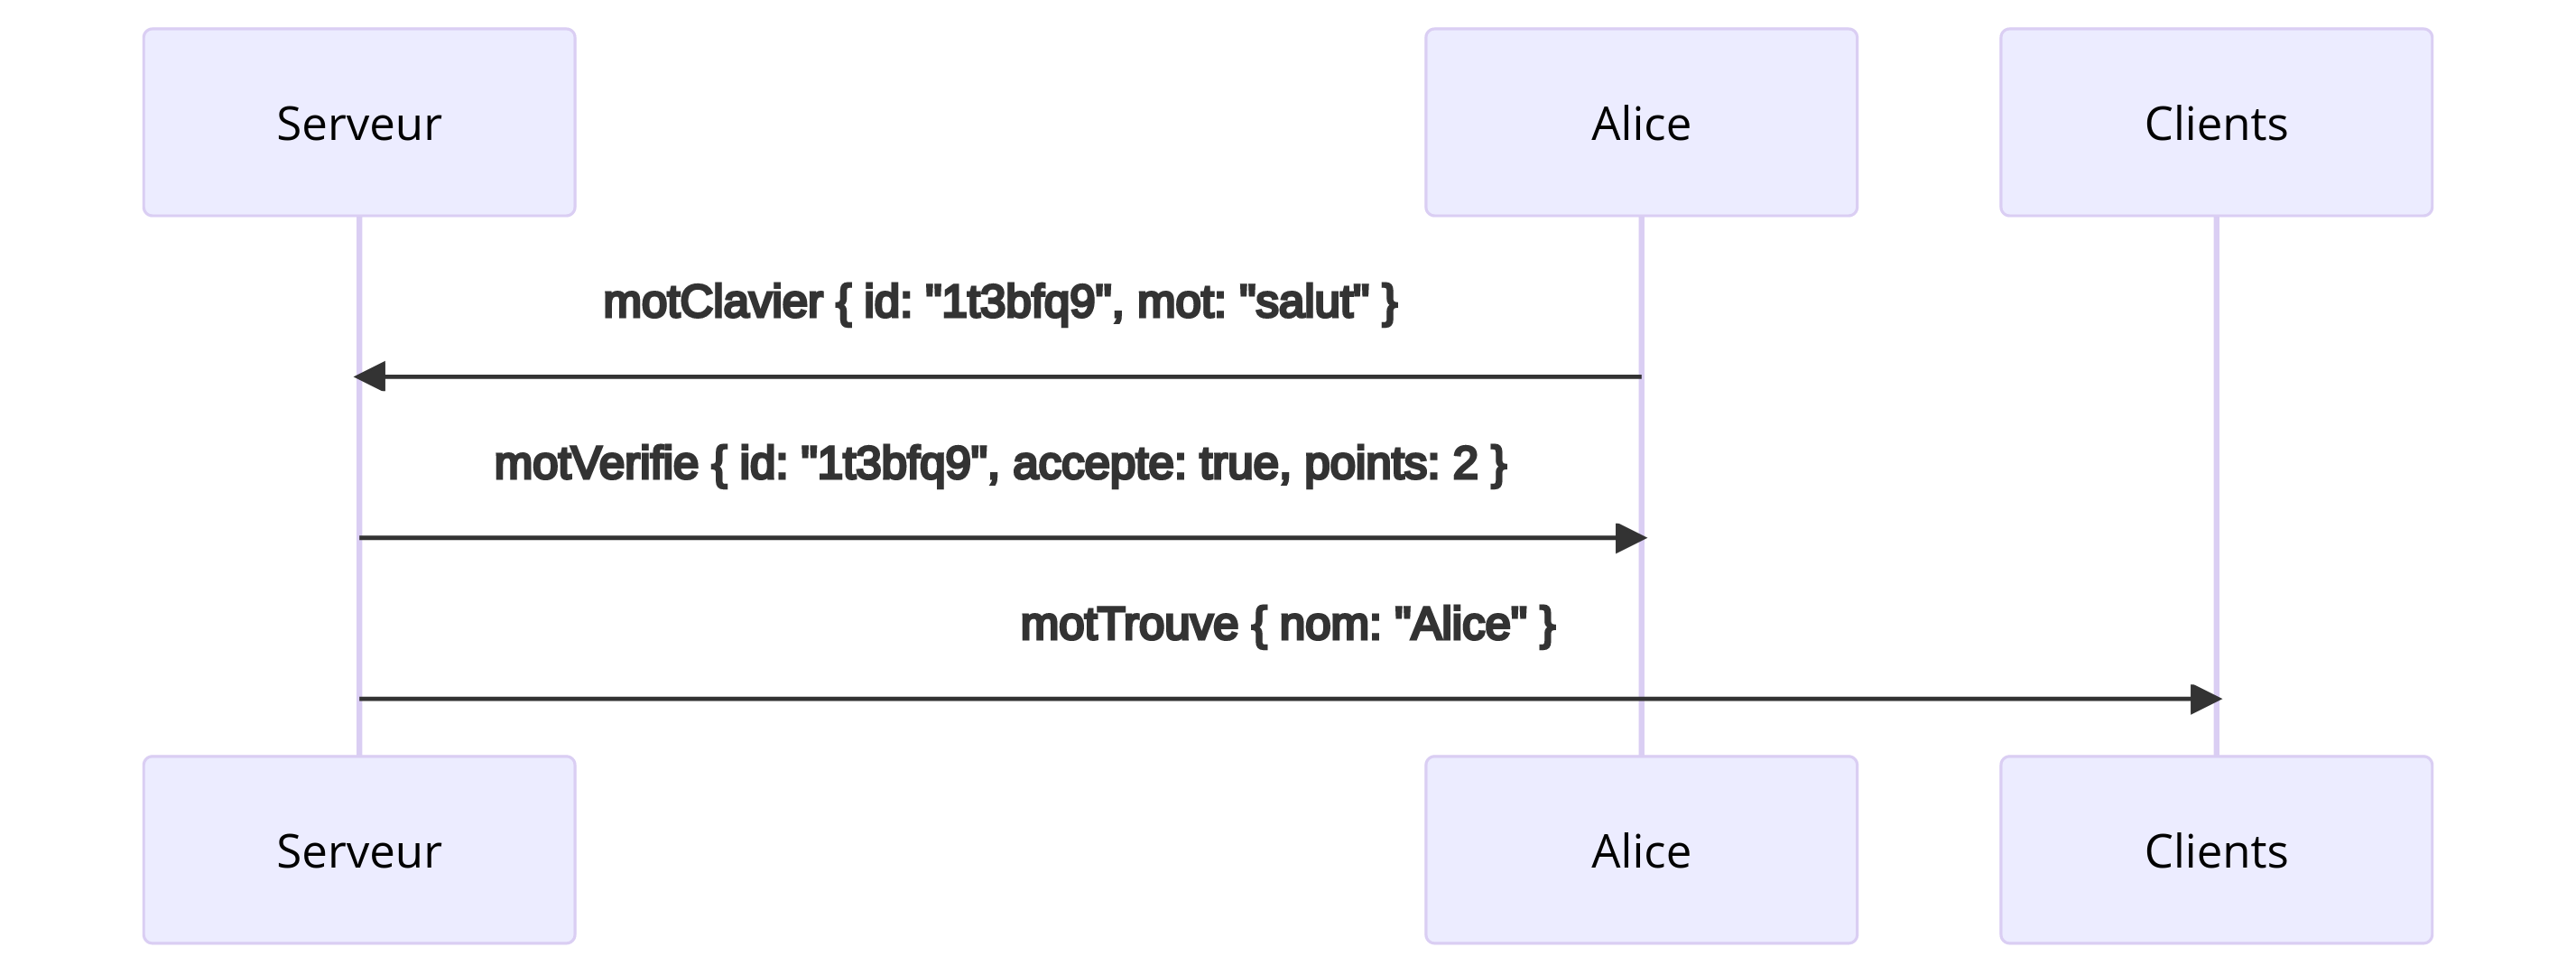 Serveur
Alice
Clients
motClavier { id: "1t3bfq9", mot: "salut" }
motVerifie { id: "1t3bfq9", accepte: true, points: 2 }
motTrouve { nom: "Alice" }
Serveur
Alice
Clients